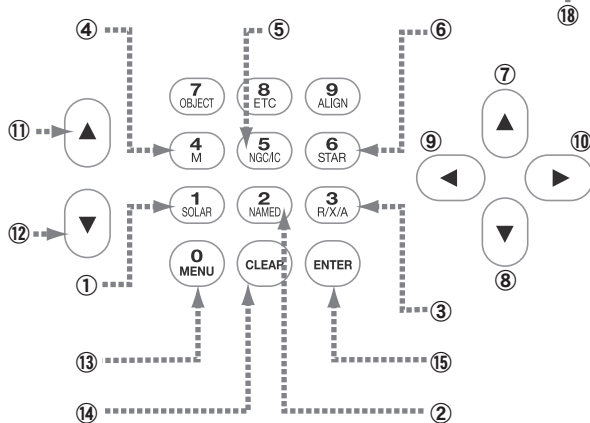 ⑱
④ ⑤ ⑥
⑦
7 8 9
OBJECT ETC ALIGN
⑪ ▲ ▲
4 5 6
M NGC/IC STAR
⑨ ⑩
◀ ▶
1 2 3
SOLAR NAMED R/X/A
⑫ ▼ ▼
0
MENU CLEAR ENTER
① ⑧
③
⑬ ⑮
⑭ ②